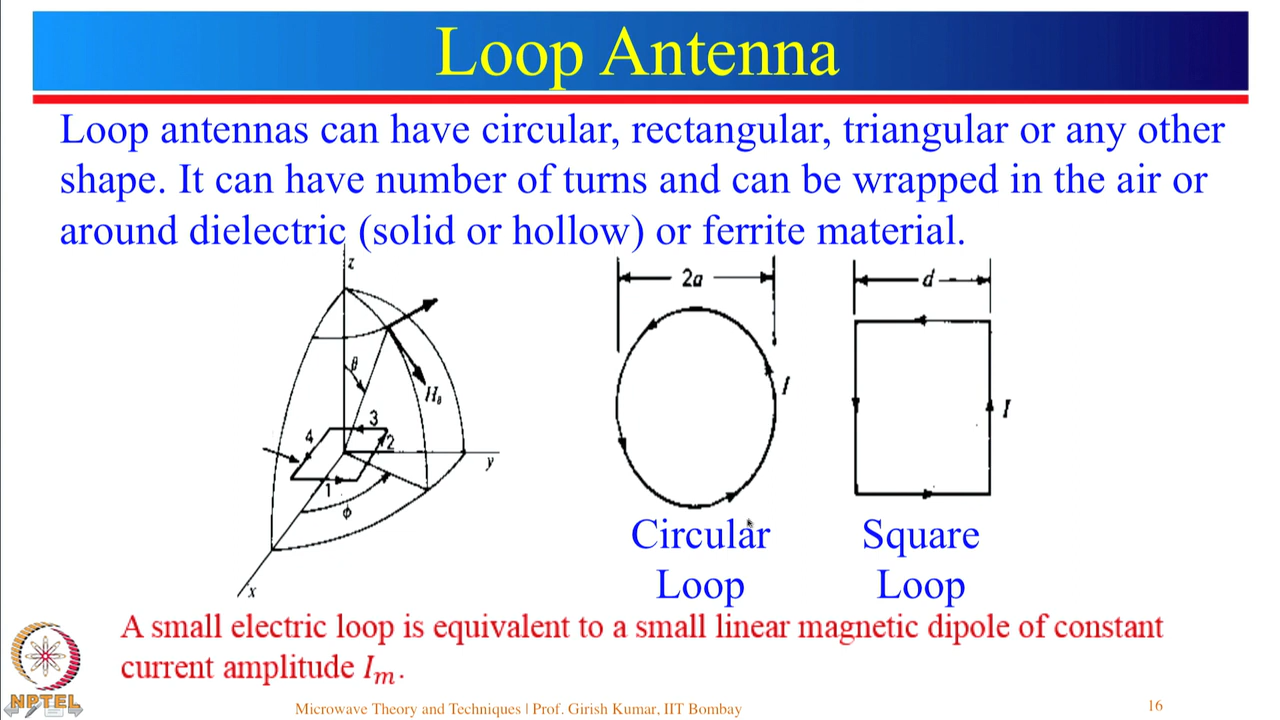 Loop Antenna
Loop antennas can have circular, rectangular, triangular or any other
shape. It can have number of turns and can be wrapped in the air or
around dielectric (solid or hollow) or ferrite material.
z
θ
Hθ
3
4
2
1
y
ϕ
x
2a
I
d
I
Circular
Loop
Square
Loop
A small electric loop is equivalent to a small linear magnetic dipole of constant
current amplitude Iₘ.
NPTEL
Microwave Theory and Techniques | Prof. Girish Kumar, IIT Bombay
16